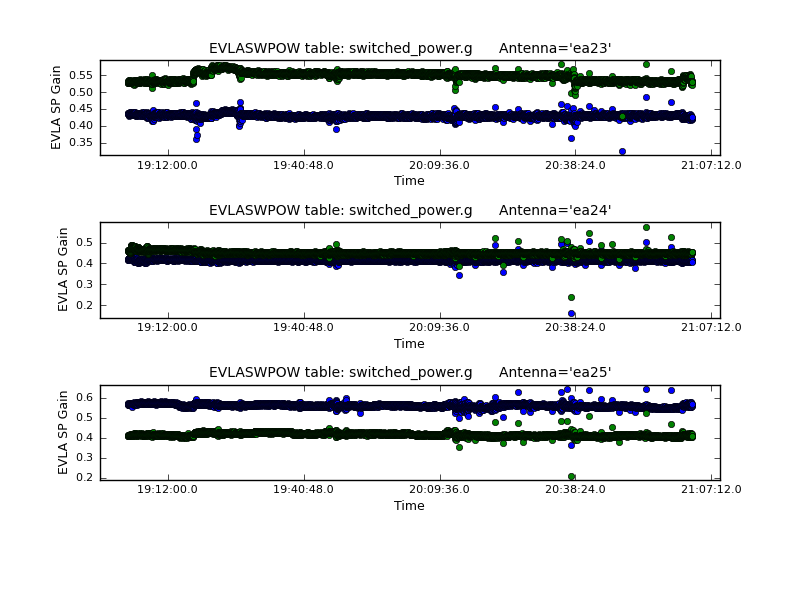 EVLASWPOW table: switched_power.g Antenna='ea23'
EVLA SP Gain
0.55
0.50
0.45
0.40
0.35
19:12:00.0 19:40:48.0 20:09:36.0 20:38:24.0 21:07:12.0
Time
EVLASWPOW table: switched_power.g Antenna='ea24'
EVLA SP Gain
0.5
0.4
0.3
0.2
19:12:00.0 19:40:48.0 20:09:36.0 20:38:24.0 21:07:12.0
Time
EVLASWPOW table: switched_power.g Antenna='ea25'
EVLA SP Gain
0.6
0.5
0.4
0.3
0.2
19:12:00.0 19:40:48.0 20:09:36.0 20:38:24.0 21:07:12.0
Time